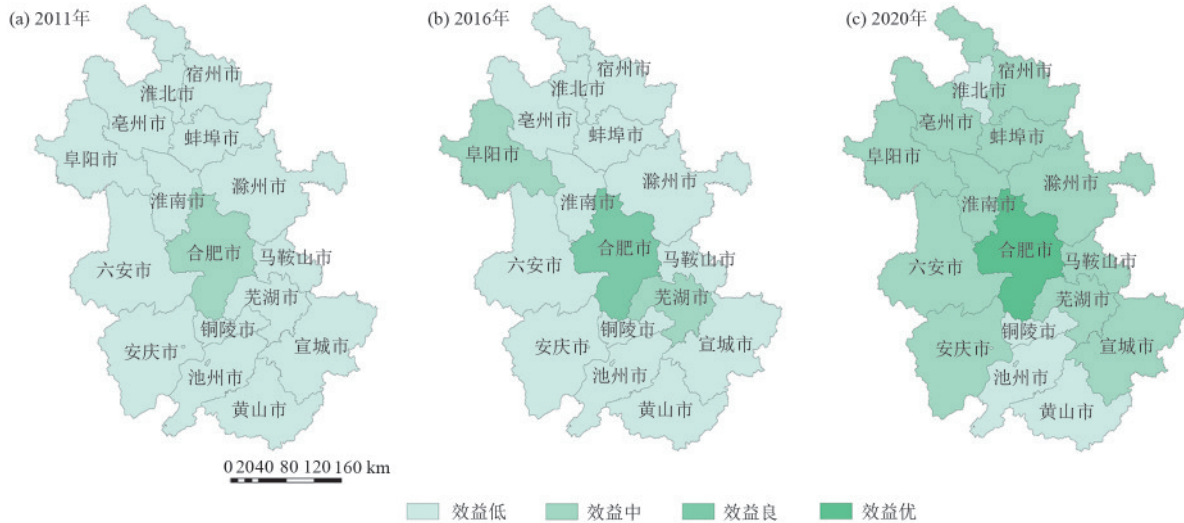 (a) 2011年
宿州市
淮北市
亳州市
蚌埠市
阜阳市
滁州市
淮南市
合肥市
六安市
马鞍山市
芜湖市
铜陵市
安庆市
宣城市
池州市
黄山市
0 2040 80 120 160 km
(b) 2016年
宿州市
淮北市
亳州市
蚌埠市
阜阳市
滁州市
淮南市
合肥市
六安市
马鞍山市
芜湖市
铜陵市
安庆市
宣城市
池州市
黄山市
(c) 2020年
宿州市
淮北市
亳州市
蚌埠市
阜阳市
滁州市
淮南市
合肥市
六安市
马鞍山市
芜湖市
铜陵市
安庆市
宣城市
池州市
黄山市
效益低 效益中 效益良 效益优